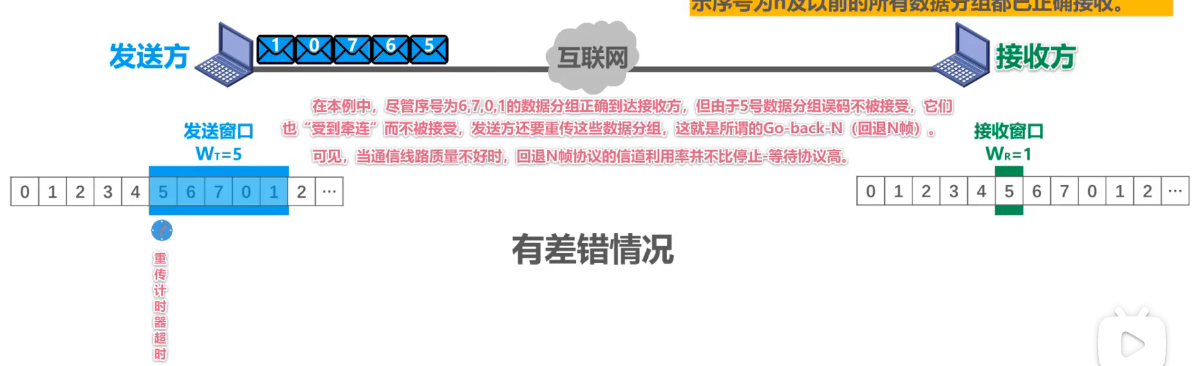 示序号为n及以前的所有数据分组都已正确接收。
发送方
1 0 7 6 5
互联网
接收方
在本例中，尽管序号为6,7,0,1的数据分组正确到达接收方，但由于5号数据分组误码不被接受，它们
也“受到牵连”而不被接受，发送方还要重传这些数据分组，这就是所谓的Go-back-N（回退N帧）。
可见，当通信线路质量不好时，回退N帧协议的信道利用率并不比停止-等待协议高。
发送窗口
WT=5
接收窗口
WR=1
0 1 2 3 4 5 6 7 0 1 2 ···
0 1 2 3 4 5 6 7 0 1 2 ···
重传计时器超时
有差错情况